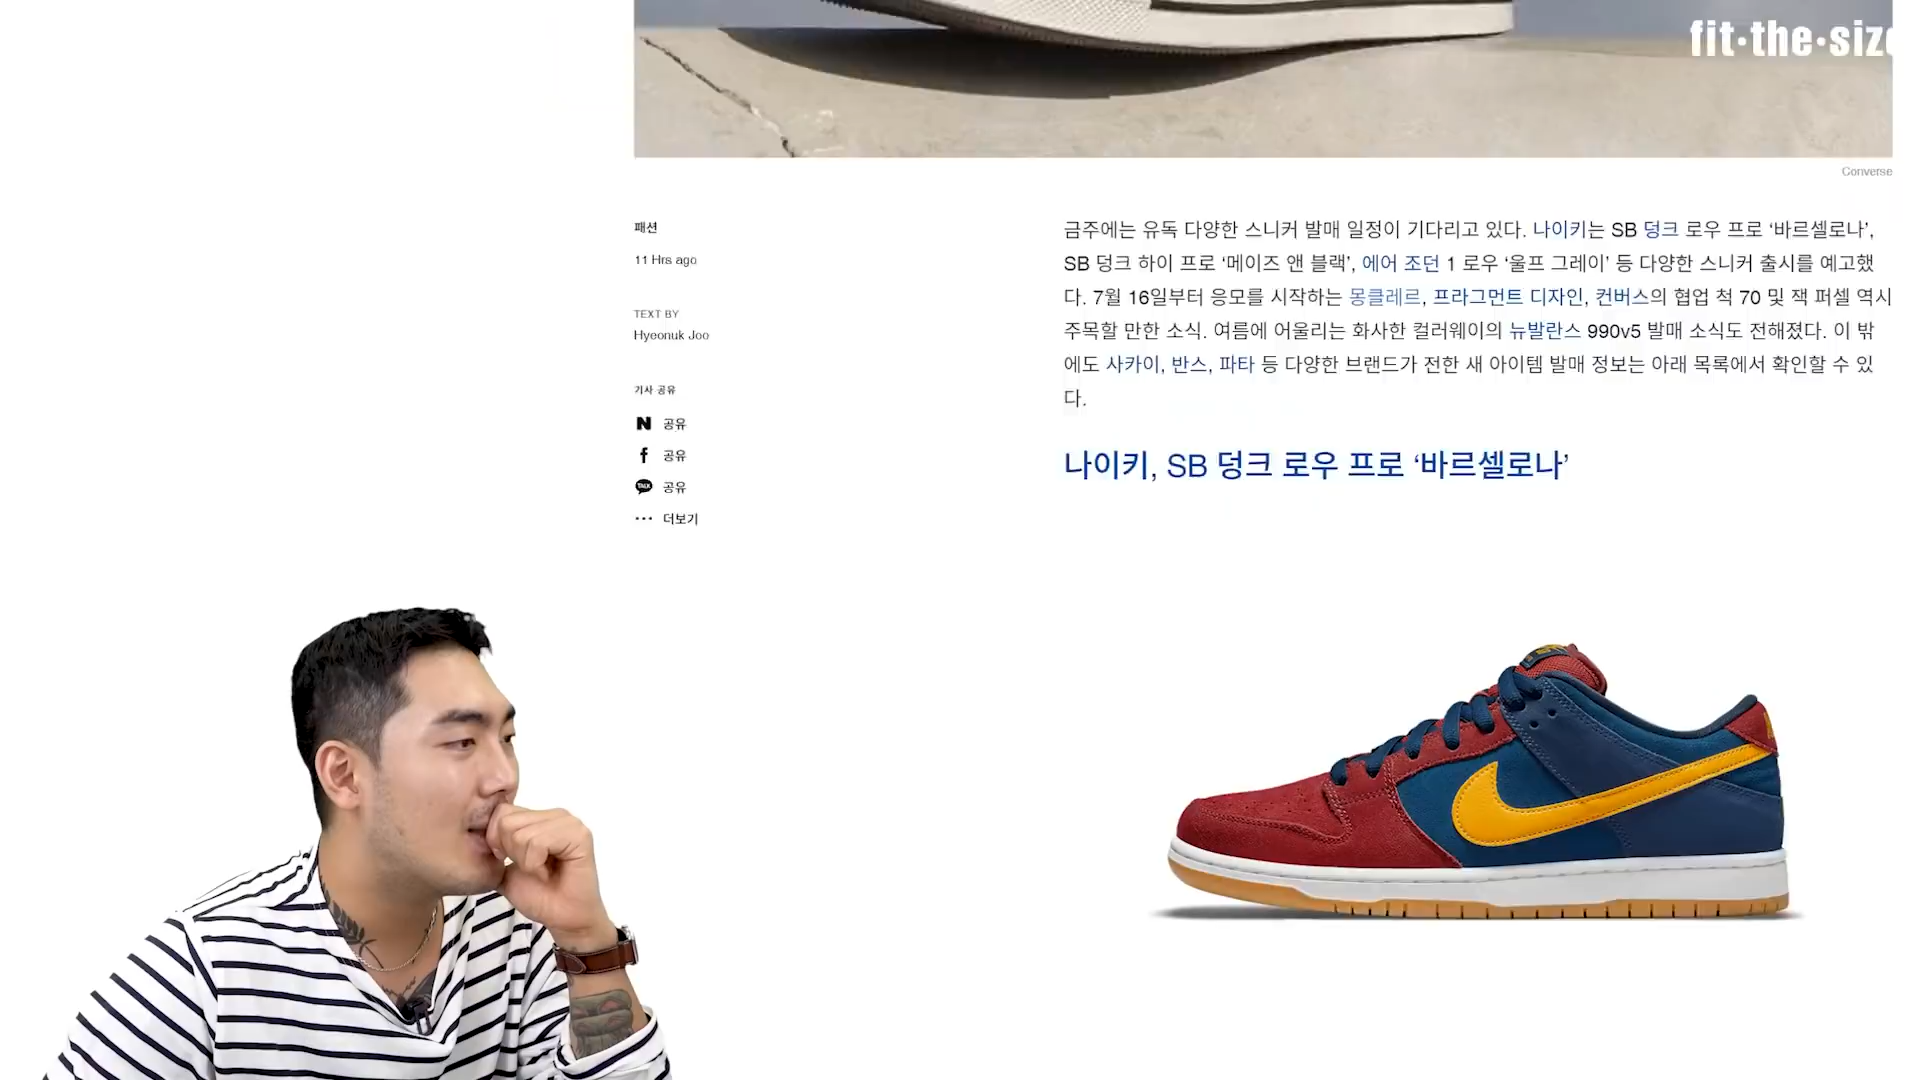 fit·the·size
Converse
패션
11 Hrs ago
TEXT BY
Hyeonuk Joo
기사 공유
공유
공유
TALK
공유
더보기
금주에는 유독 다양한 스니커 발매 일정이 기다리고 있다. 나이키는 SB 덩크 로우 프로 ‘바르셀로나’,
SB 덩크 하이 프로 ‘메이즈 앤 블랙’, 에어 조던 1 로우 ‘울프 그레이’ 등 다양한 스니커 출시를 예고했
다. 7월 16일부터 응모를 시작하는 몽클레르, 프라그먼트 디자인, 컨버스의 협업 척 70 및 잭 퍼셀 역시
주목할 만한 소식. 여름에 어울리는 화사한 컬러웨이의 뉴발란스 990v5 발매 소식도 전해졌다. 이 밖
에도 사카이, 반스, 파타 등 다양한 브랜드가 전한 새 아이템 발매 정보는 아래 목록에서 확인할 수 있
다.
나이키, SB 덩크 로우 프로 ‘바르셀로나’